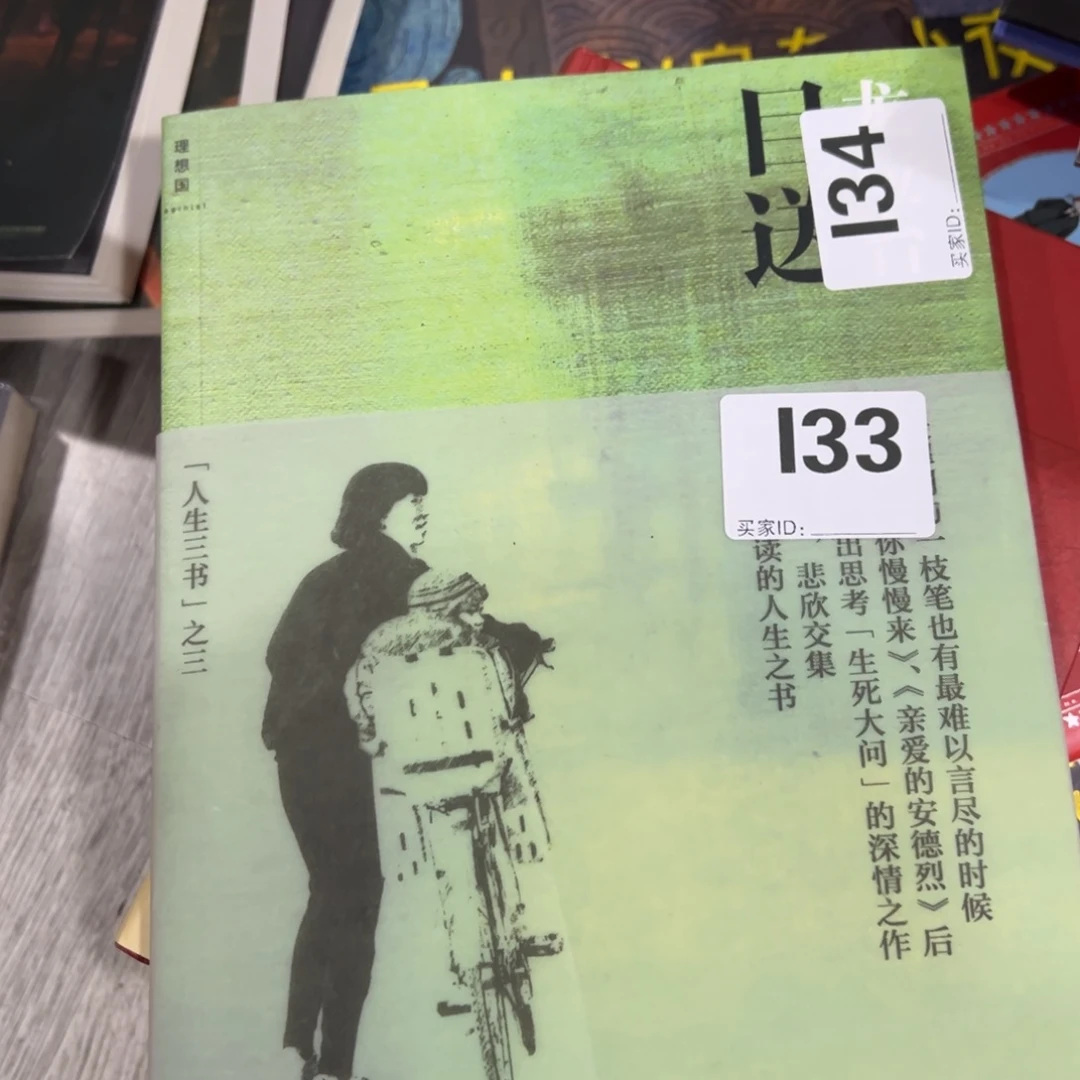 理想国
目送
134
买家ID:
133
买家ID:
「人生三书」之三
一枝笔也有最难以言尽的时候
你慢慢来》、《亲爱的安德烈》后
出思考「生死大问」的深情之作
，悲欣交集
读的人生之书